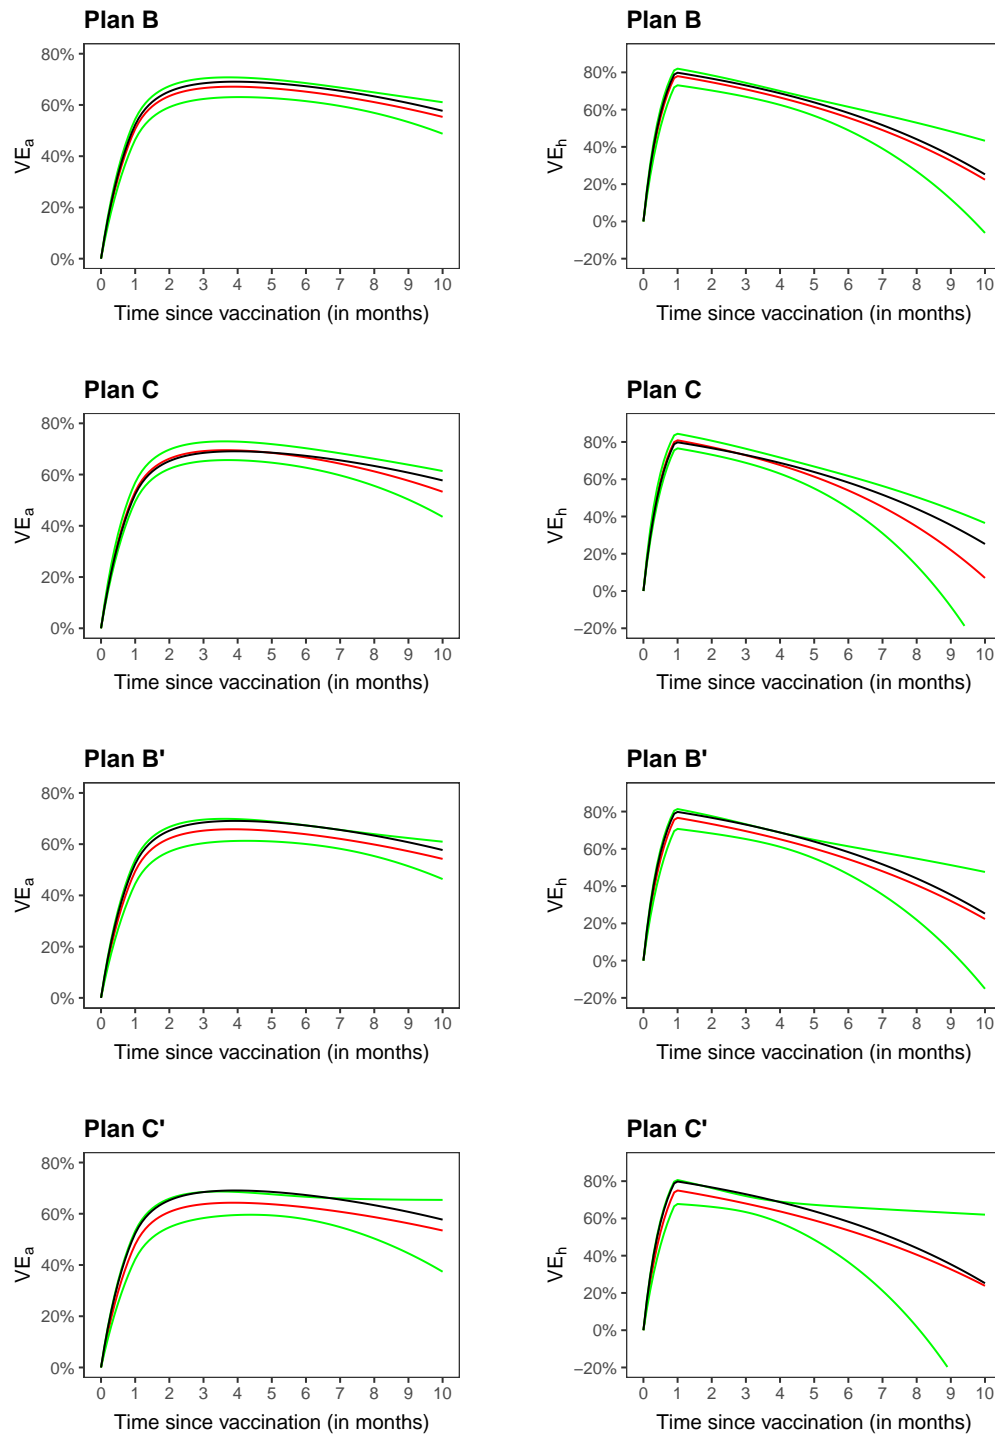 Plan B
Plan B
80%
60%
40%
20%
0%
VEa
0 1 2 3 4 5 6 7 8 9 10
Time since vaccination (in months)
80%
60%
40%
20%
0%
−20%
VEh
0 1 2 3 4 5 6 7 8 9 10
Time since vaccination (in months)
Plan C
Plan C
80%
60%
40%
20%
0%
VEa
0 1 2 3 4 5 6 7 8 9 10
Time since vaccination (in months)
80%
60%
40%
20%
0%
−20%
VEh
0 1 2 3 4 5 6 7 8 9 10
Time since vaccination (in months)
Plan B'
Plan B'
80%
60%
40%
20%
0%
VEa
0 1 2 3 4 5 6 7 8 9 10
Time since vaccination (in months)
80%
60%
40%
20%
0%
−20%
VEh
0 1 2 3 4 5 6 7 8 9 10
Time since vaccination (in months)
Plan C'
Plan C'
80%
60%
40%
20%
0%
VEa
0 1 2 3 4 5 6 7 8 9 10
Time since vaccination (in months)
80%
60%
40%
20%
0%
−20%
VEh
0 1 2 3 4 5 6 7 8 9 10
Time since vaccination (in months)